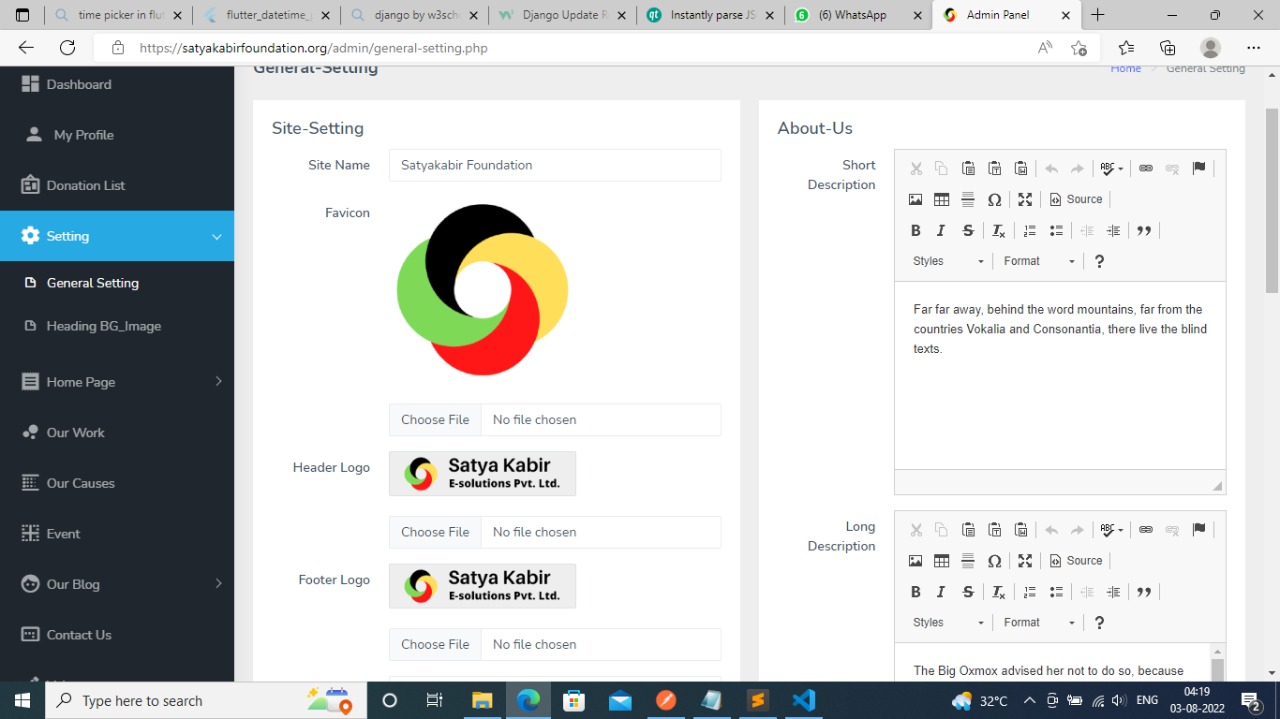 time picker in flut
flutter_datetime_
django by w3sch
Django Update R
Instantly parse JS
(6) WhatsApp
Admin Panel
https://satyakabirfoundation.org/admin/general-setting.php
Dashboard
My Profile
Donation List
Setting
General Setting
Heading BG_Image
Home Page
Our Work
Our Causes
Event
Our Blog
Contact Us
General-Setting
Home
General Setting
Site-Setting
Site Name
Satyakabir Foundation
Favicon
Choose File
No file chosen
Header Logo
Satya Kabir
E-solutions Pvt. Ltd.
Choose File
No file chosen
Footer Logo
Satya Kabir
E-solutions Pvt. Ltd.
Choose File
No file chosen
About-Us
Short
Description
ABC
Source
B I S Tx
Styles
Format
?
Far far away, behind the word mountains, far from the
countries Vokalia and Consonantia, there live the blind
texts.
Long
Description
ABC
Source
B I S Tx
Styles
Format
?
The Big Oxmox advised her not to do so, because
Type here to search
32°C
ENG
04:19
03-08-2022
2